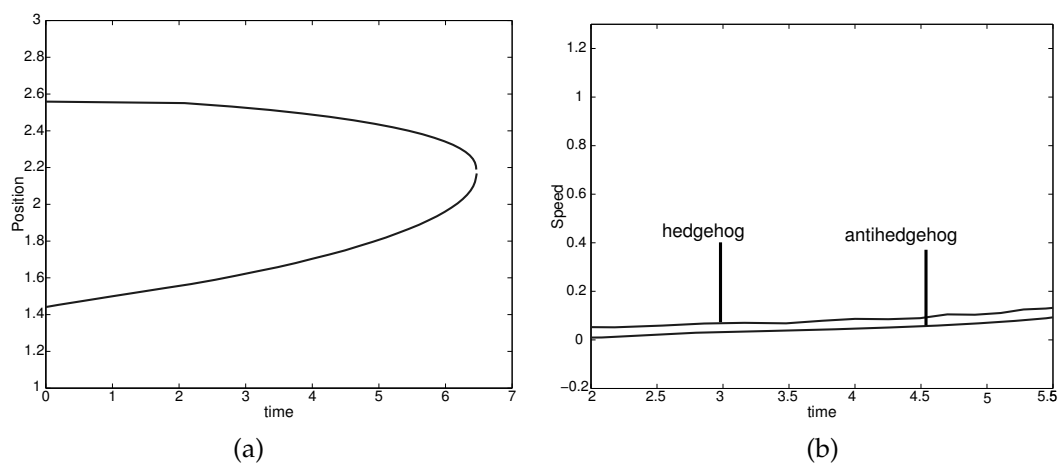 3
2.8
2.6
2.4
2.2
2
1.8
1.6
1.4
1.2
1
Position
0 1 2 3 4 5 6 7
time
(a)
1.2
1
0.8
0.6
0.4
0.2
0
−0.2
Speed
hedgehog
antihedgehog
2 2.5 3 3.5 4 4.5 5 5.5
time
(b)